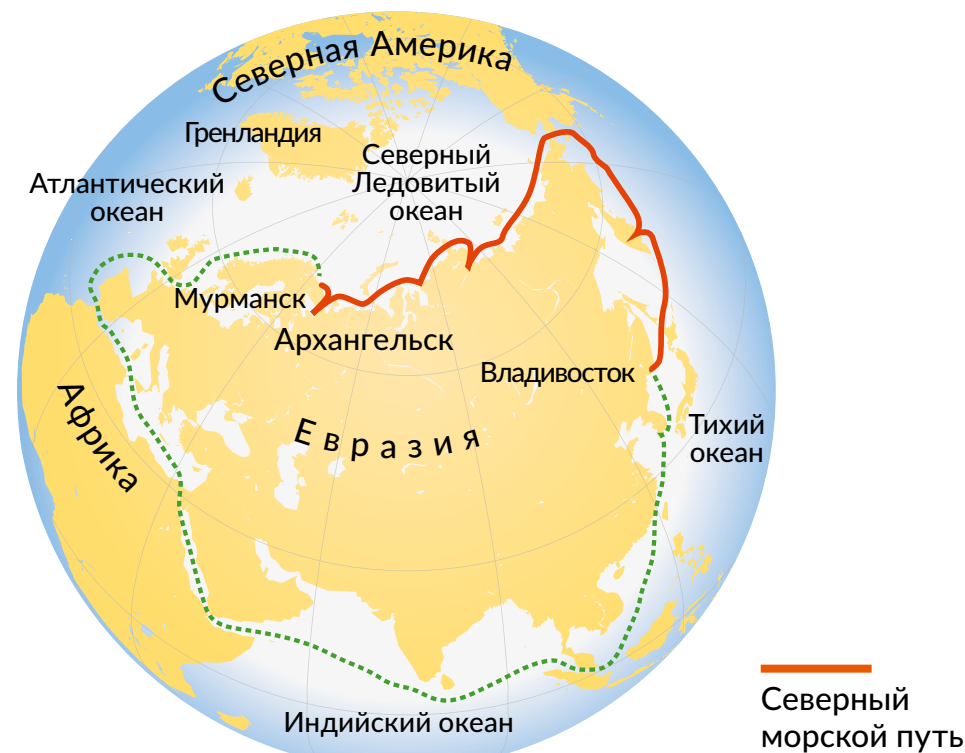 Северная Америка
Гренландия
Северный
Ледовитый
океан
Атлантический
океан
Мурманск
Архангельск
Владивосток
Африка
Евразия
Тихий
океан
Индийский океан
Северный
морской путь